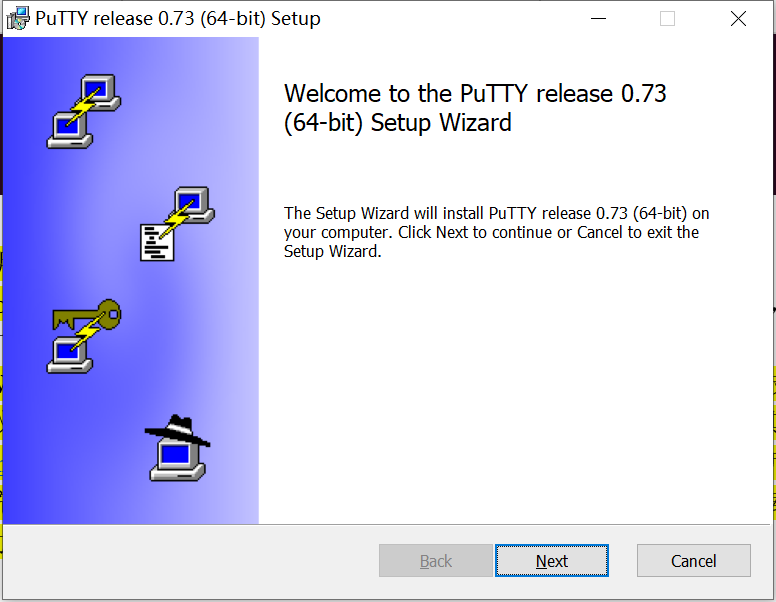 PuTTY release 0.73 (64-bit) Setup
Welcome to the PuTTY release 0.73
(64-bit) Setup Wizard
The Setup Wizard will install PuTTY release 0.73 (64-bit) on
your computer. Click Next to continue or Cancel to exit the
Setup Wizard.
Back
Next
Cancel